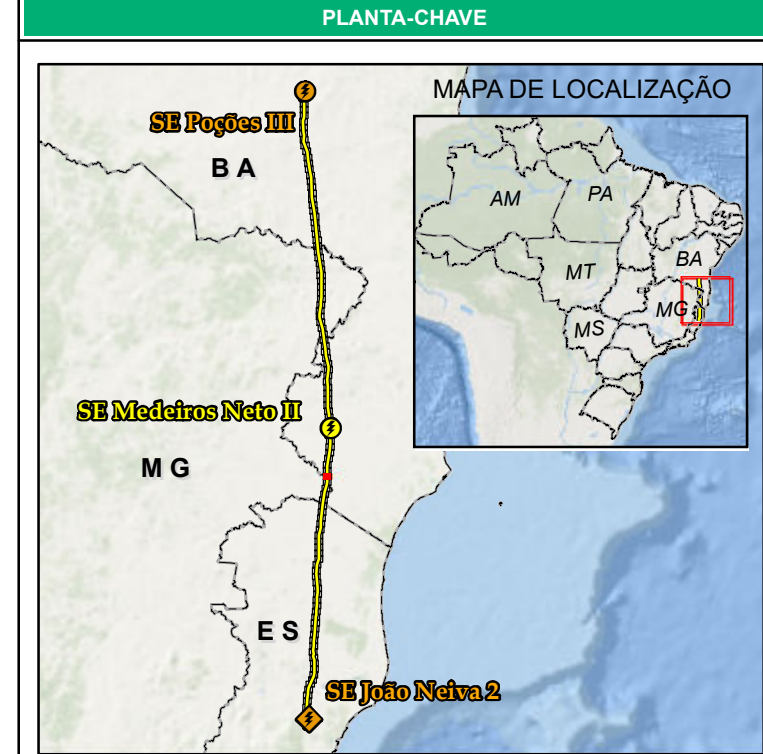 PLANTA-CHAVE
MAPA DE LOCALIZAÇÃO
SE Poções III
B A
AM
PA
BA
MT
MG
MS
SE Medeiros Neto II
M G
E S
SE João Neiva 2